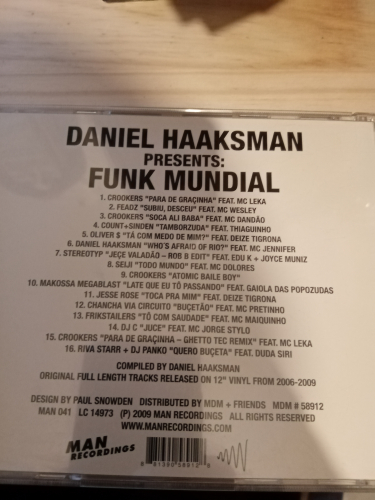 DANIEL HAAKSMAN
PRESENTS:
FUNK MUNDIAL
1. CROOKERS "PARA DE GRAÇINHA" FEAT. MC LEKA
2. FEADZ "SUBIU, DESCEU" FEAT. MC WESLEY
3. CROOKERS "SOCA ALI BABA" FEAT. MC DANDÃO
4. COUNT+SINDEN "TAMBORZUDA" FEAT. THIAGUINHO
5. OLIVER $ "TÁ COM MEDO DE MIM?" FEAT. DEIZE TIGRONA
6. DANIEL HAAKSMAN "WHO'S AFRAID OF RIO?" FEAT. MC JENNIFER
7. STEREOTYP "JEÇE VALADÃO – ROB B EDIT" FEAT. EDU K + JOYCE MUNIZ
8. SEIJI "TODO MUNDO" FEAT. MC DOLORES
9. CROOKERS "ATOMIC BAILE BOY"
10. MAKOSSA MEGABLAST "LATE QUE EU TÔ PASSANDO" FEAT. GAIOLA DAS POPOZUDAS
11. JESSE ROSE "TOCA PRA MIM" FEAT. DEIZE TIGRONA
12. CHANCHA VIA CIRCUITO "BUÇETÃO" FEAT. MC PRETINHO
13. FRIKSTAILERS "TÔ COM SAUDADE" FEAT. MC MAIQUINHO
14. DJ C "JUCE" FEAT. MC JORGE STYLO
15. CROOKERS "PARA DE GRAÇINHA – GHETTO TEC REMIX" FEAT. MC LEKA
16. RIVA STARR + DJ PANKO "QUERO BUÇETA" FEAT. DUDA SIRI
COMPILED BY DANIEL HAAKSMAN
ORIGINAL FULL LENGTH TRACKS RELEASED ON 12" VINYL FROM 2006-2009
DESIGN BY PAUL SNOWDEN DISTRIBUTED BY MDM + FRIENDS MDM # 58912
MAN 041 LC 14973 (P) 2009 MAN RECORDINGS ALL RIGHTS RESERVED
WWW.MANRECORDINGS.COM
MAN
RECORDINGS